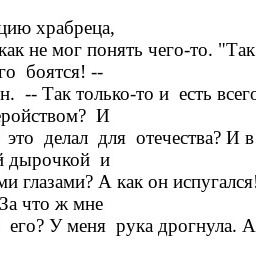 цию храбреца,
как не мог понять чего-то. "Так
го боятся! --
н. -- Так только-то и есть всего
еройством? И
это делал для отечества? И в
й дырочкой и
ми глазами? А как он испугался!
За что ж мне
его? У меня рука дрогнула. А